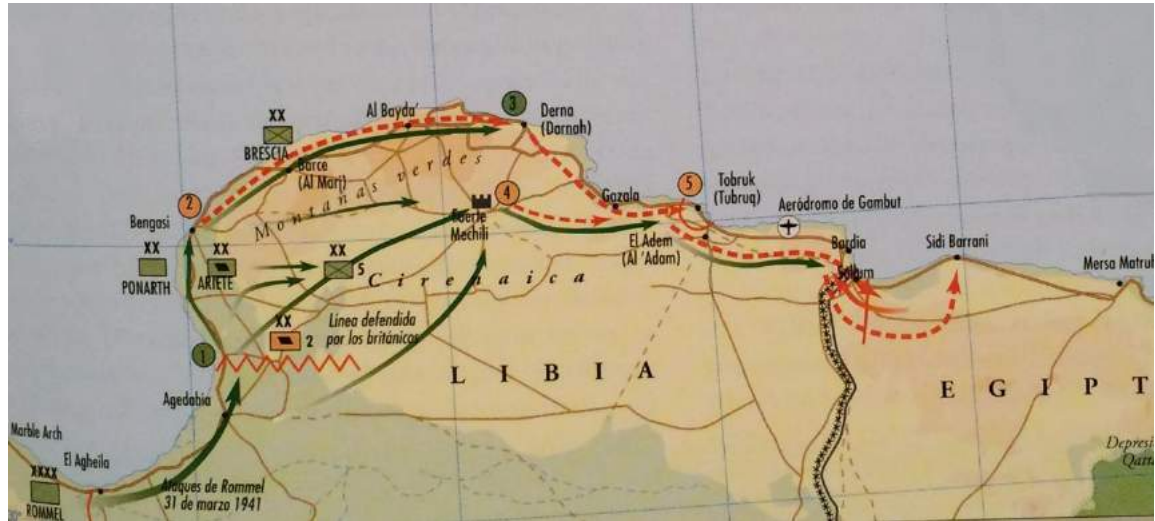 Al Bayda'
3
Derna
(Darnah)
XX
BRESCIA
Barce
(Al Marj)
Montañas verdes
2
Bengasi
4
Fuerte
Mechili
Gazala
5
Tobruk
(Tubruq)
Aeródromo de Gambut
El Adem
(Al 'Adam)
Bardia
Sollum
Sidi Barrani
Mersa Matruh
XX
PONARTH
XX
ARIETE
XX
5
Cirenaica
XX
2
Línea defendida
por los británicos
1
LIBIA
EGIPT
Agedabia
Marble Arch
El Agheila
XXXX
ROMMEL
Ataques de Rommel
31 de marzo 1941
Depresi
Qatta